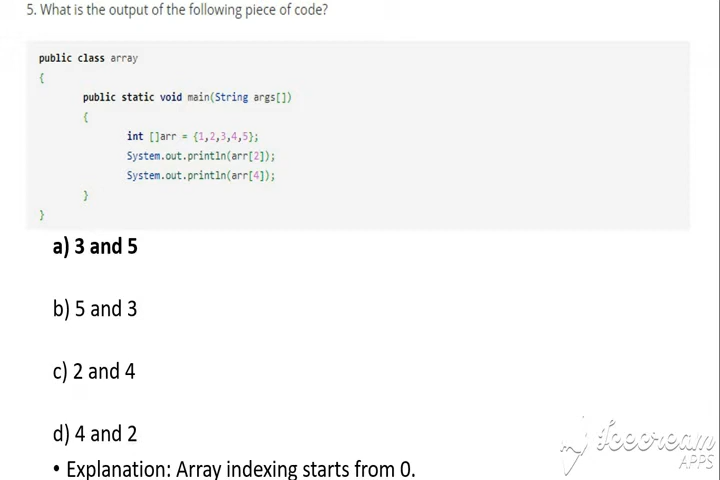 5. What is the output of the following piece of code?
public class array
{
public static void main(String args[])
{
int []arr = {1,2,3,4,5};
System.out.println(arr[2]);
System.out.println(arr[4]);
}
}
a) 3 and 5
b) 5 and 3
c) 2 and 4
d) 4 and 2
• Explanation: Array indexing starts from 0.
Icecream
APPS